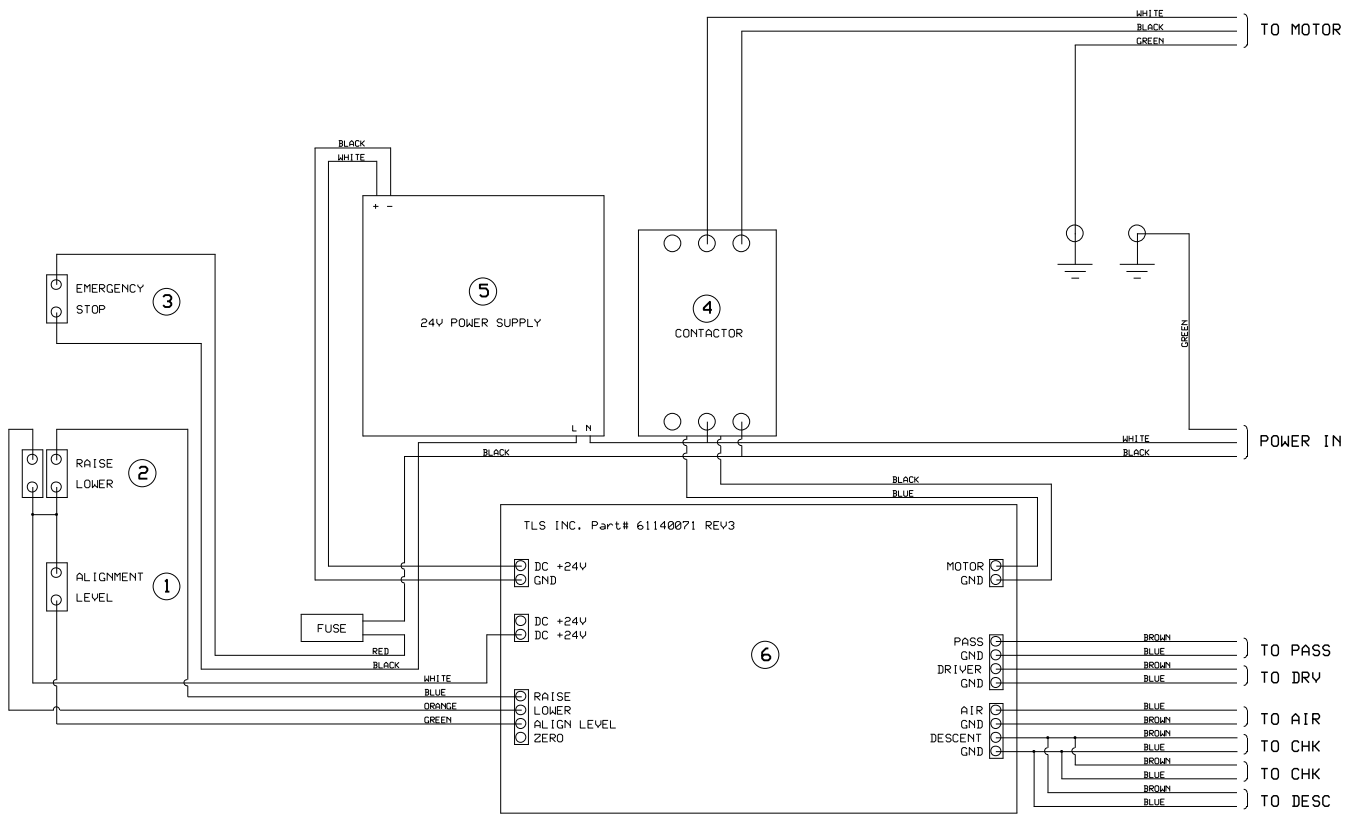 WHITE
BLACK
GREEN
TO MOTOR
BLACK
WHITE
+ -
5
24V POWER SUPPLY
L N
4
CONTACTOR
GREEN
EMERGENCY
STOP
3
RAISE
LOWER
2
ALIGNMENT
LEVEL
1
WHITE
BLACK
POWER IN
BLACK
BLACK
BLUE
TLS INC. Part# 61140071 REV3
DC +24V
GND
DC +24V
DC +24V
MOTOR
GND
FUSE
RED
BLACK
WHITE
BLUE
ORANGE
GREEN
RAISE
LOWER
ALIGN LEVEL
ZERO
6
PASS
GND
DRIVER
GND
AIR
GND
DESCENT
GND
BROWN
BLUE
TO PASS
BROWN
BLUE
TO DRV
BLUE
BROWN
TO AIR
BROWN
BLUE
TO CHK
BROWN
BLUE
TO CHK
BROWN
BLUE
TO DESC